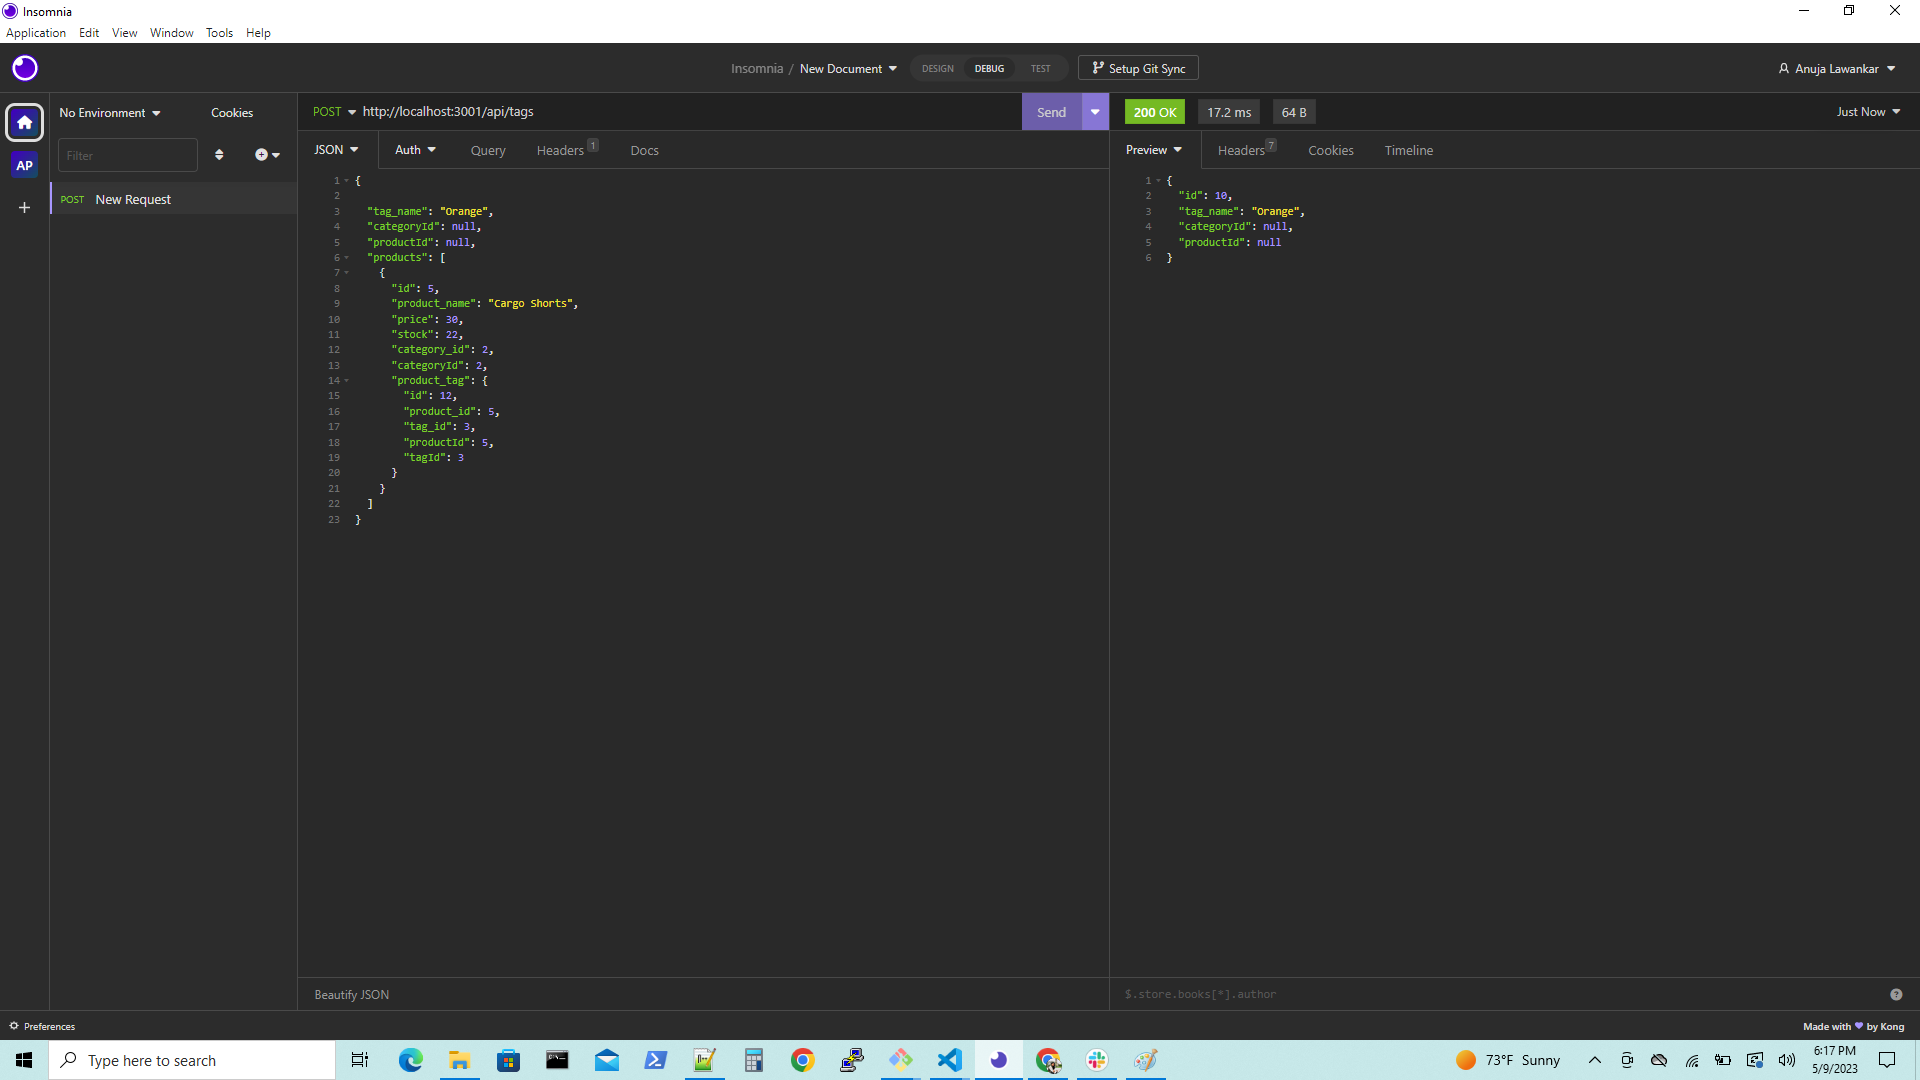 Insomnia
Application Edit View Window Tools Help
Insomnia / New Document DESIGN DEBUG TEST Setup Git Sync Anuja Lawankar
No Environment Cookies
POST http://localhost:3001/api/tags Send 200 OK 17.2 ms 64 B Just Now
Filter
JSON Auth Query Headers 1 Docs
Preview Headers 7 Cookies Timeline
AP
POST New Request
1 {
2
3 "tag_name": "Orange",
4 "categoryId": null,
5 "productId": null,
6 "products": [
7 {
8 "id": 5,
9 "product_name": "Cargo Shorts",
10 "price": 30,
11 "stock": 22,
12 "category_id": 2,
13 "categoryId": 2,
14 "product_tag": {
15 "id": 12,
16 "product_id": 5,
17 "tag_id": 3,
18 "productId": 5,
19 "tagId": 3
20 }
21 }
22 ]
23 }
1 {
2 "id": 10,
3 "tag_name": "Orange",
4 "categoryId": null,
5 "productId": null
6 }
Beautify JSON
$.store.books[*].author
Preferences
Made with by Kong
Type here to search
73°F Sunny
6:17 PM
5/9/2023